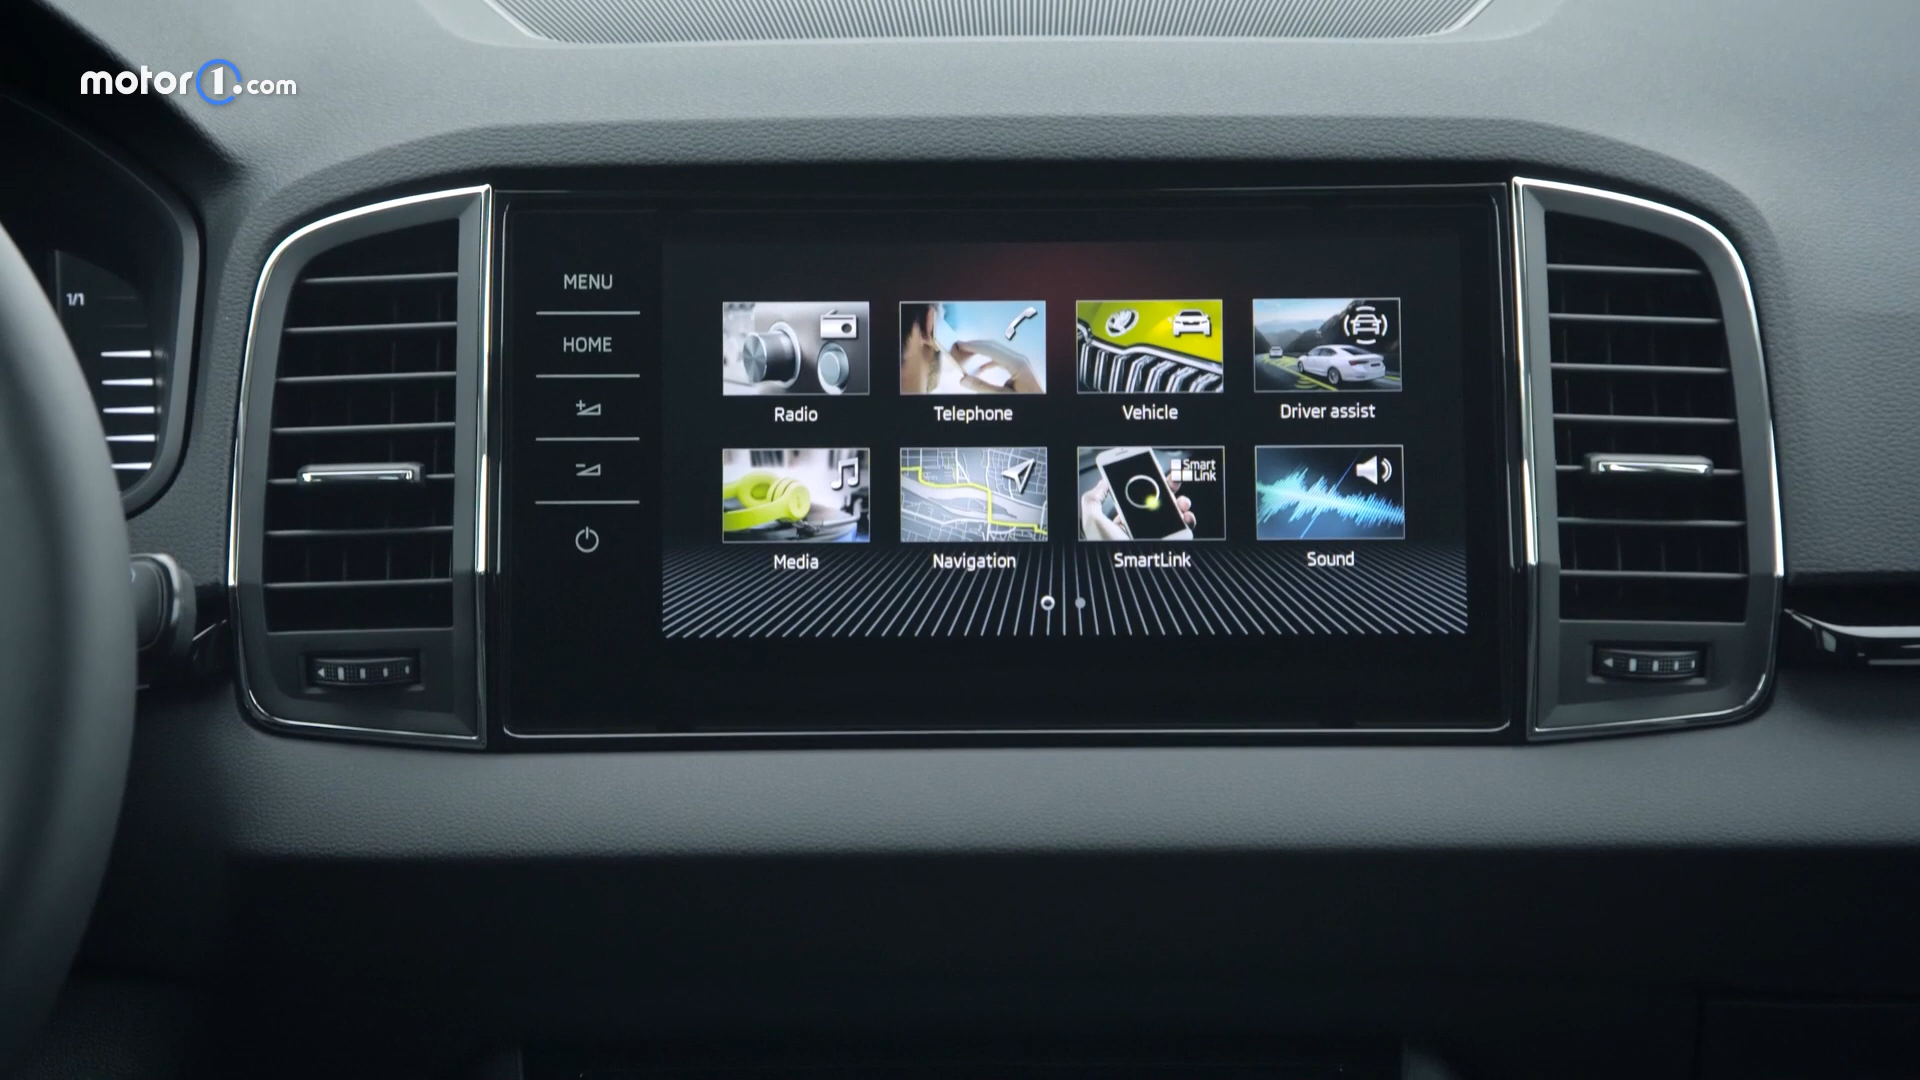 motor1.com
1/1
MENU
HOME
Radio
Telephone
Vehicle
Driver assist
Smart
Link
Media
Navigation
SmartLink
Sound